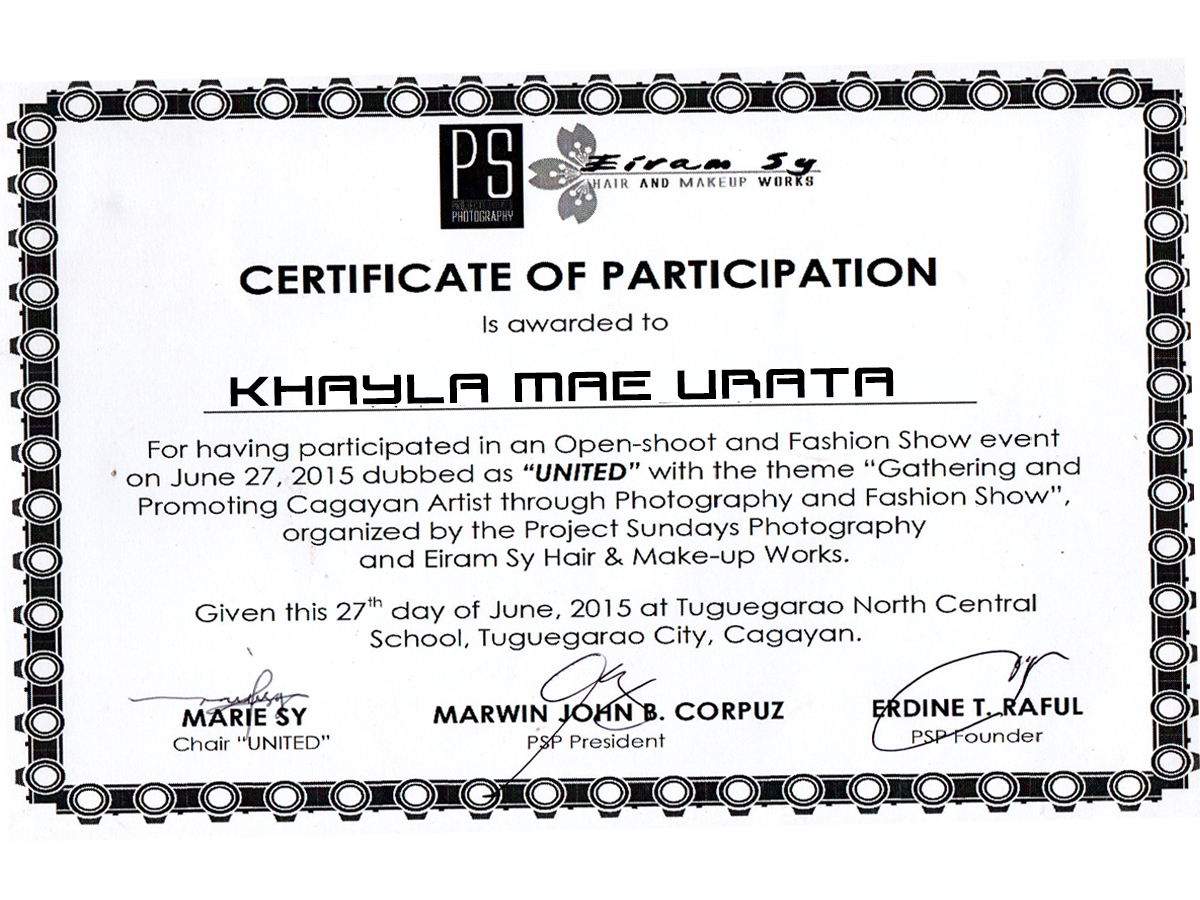 PS
PHOTOGRAPHY
Eiram Sy
HAIR AND MAKEUP WORKS
CERTIFICATE OF PARTICIPATION
Is awarded to
KHAYLA MAE URATA
For having participated in an Open-shoot and Fashion Show event
on June 27, 2015 dubbed as “UNITED” with the theme “Gathering and
Promoting Cagayan Artist through Photography and Fashion Show”,
organized by the Project Sundays Photography
and Eiram Sy Hair & Make-up Works.
Given this 27th day of June, 2015 at Tuguegarao North Central
School, Tuguegarao City, Cagayan.
MARIE SY MARWIN JOHN B. CORPUZ ERDINE T. RAFUL
Chair “UNITED” PSP President PSP Founder